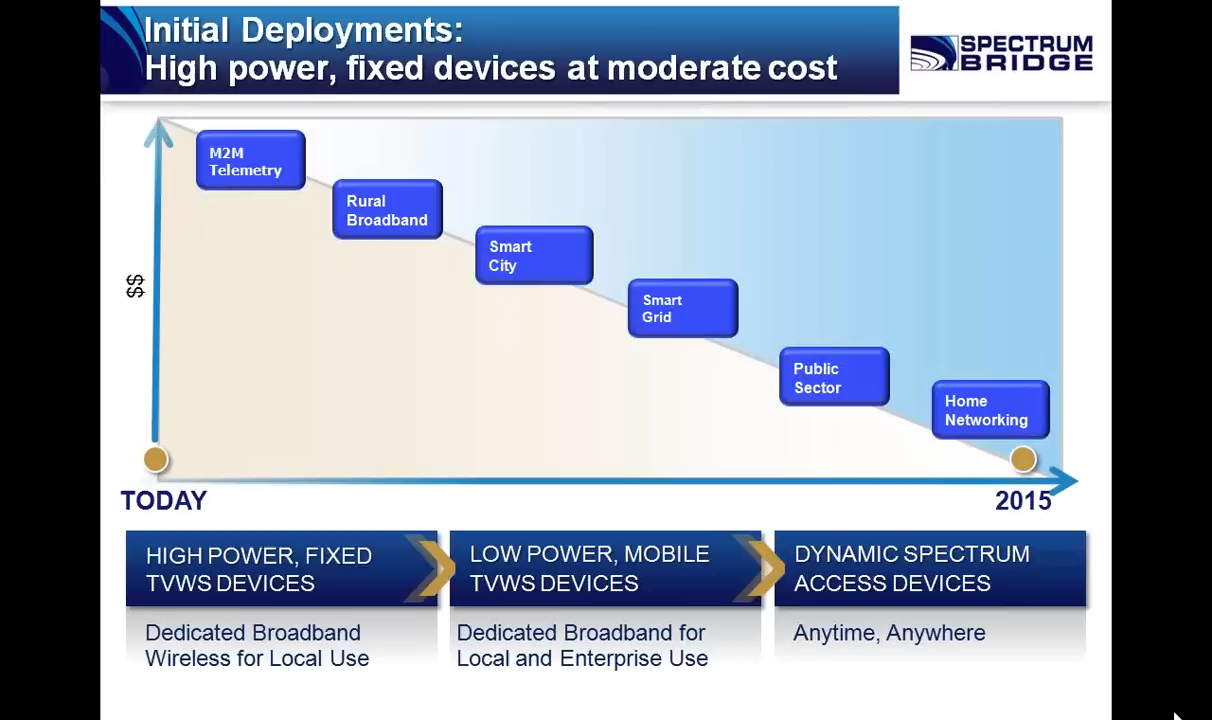 Initial Deployments:
High power, fixed devices at moderate cost
SPECTRUM
BRIDGE
M2M
Telemetry
Rural
Broadband
Smart
City
Smart
Grid
Public
Sector
Home
Networking
$$
TODAY
2015
HIGH POWER, FIXED
TVWS DEVICES
LOW POWER, MOBILE
TVWS DEVICES
DYNAMIC SPECTRUM
ACCESS DEVICES
Dedicated Broadband
Wireless for Local Use
Dedicated Broadband for
Local and Enterprise Use
Anytime, Anywhere